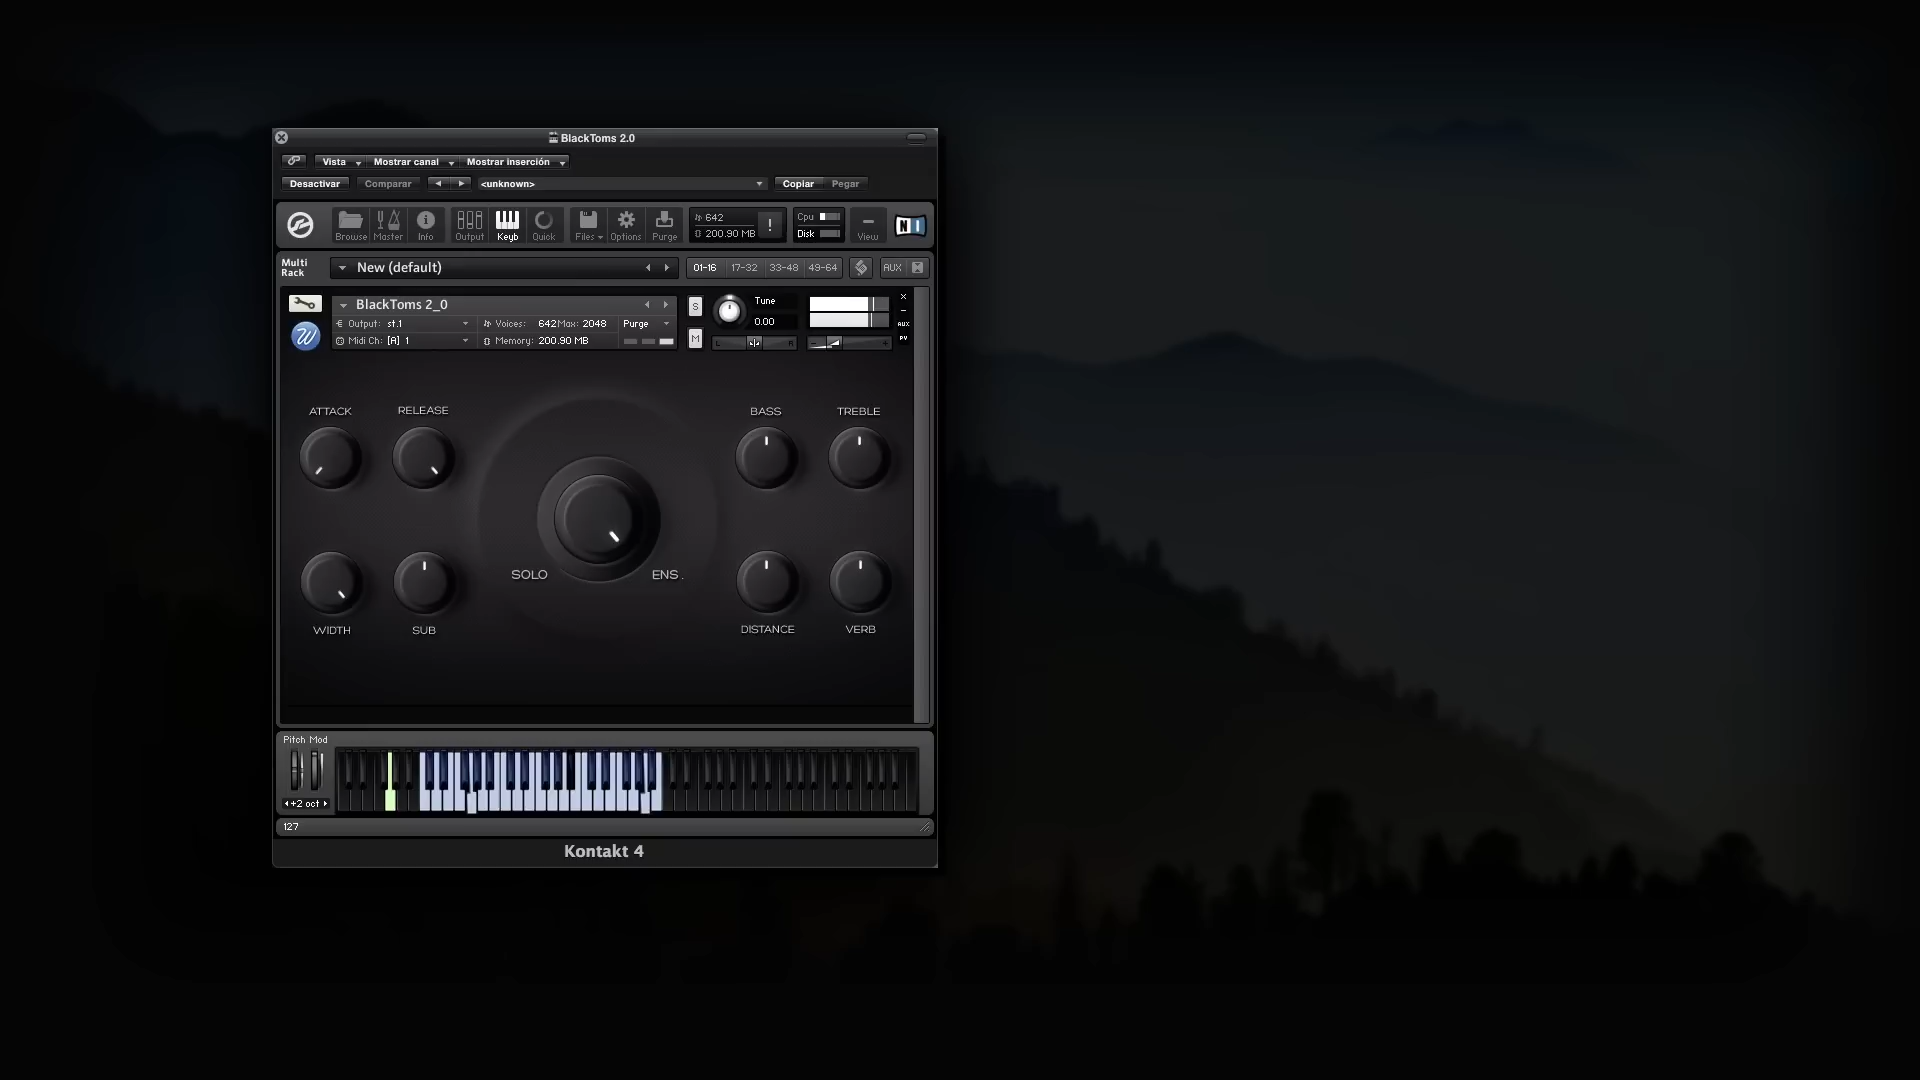 BlackToms 2.0
Vista Mostrar canal Mostrar inserción
Desactivar Comparar <unknown> Copiar Pegar
Browse Master Info Output Keyb Quick Files Options Purge 642 200.90 MB ! Cpu Disk View NI
Multi Rack New (default) 01-16 17-32 33-48 49-64 AUX
BlackToms 2_0 S Tune
Output: st.1 Voices: 642 Max: 2048 Purge 0.00 AUX
Midi Ch: [A] 1 Memory: 200.90 MB M L R - + PV
ATTACK RELEASE BASS TREBLE
SOLO ENS.
WIDTH SUB DISTANCE VERB
Pitch Mod
+2 oct
127
Kontakt 4